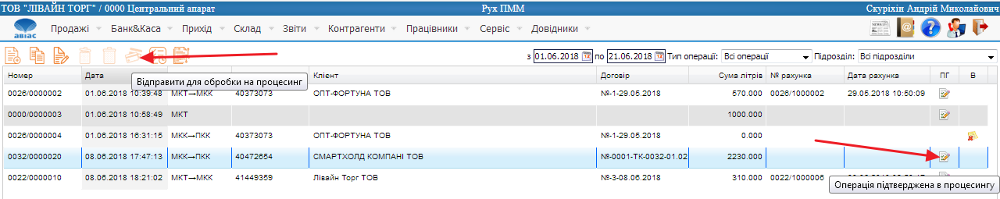 ТОВ "ЛІВАЙН ТОРГ" / 0000 Центральний апарат Рух ПММ Скуріхін Андрій Миколайович
авіас Продажі Банк&Каса Прихід Склад Звіти Контрагенти Працівники Сервіс Довідники NEWS
з 01.06.2018 12 по 21.06.2018 12 Тип операції: Всі операції Підрозділ: Всі підрозділи
Номер Дата Клієнт Договір Сума літрів № рахунка Дата рахунка ПГ В
Відправити для обробки на процесинг
0026/0000002 01.06.2018 10:39:48 МКТ→МКК 40373073 ОПТ-ФОРТУНА ТОВ №-1-29.05.2018 570.000 0026/1000002 29.05.2018 10:50:09
0000/0000003 01.06.2018 10:58:49 МКТ 1000.000
0026/0000004 01.06.2018 16:31:15 МКК→ПКК 40373073 ОПТ-ФОРТУНА ТОВ №-1-29.05.2018 0.000
0032/0000020 08.06.2018 17:47:13 МКК→ПКК 40472654 СМАРТХОЛД КОМПАНІ ТОВ №-0001-ТК-0032-01.02 2230.000
0022/0000010 08.06.2018 18:21:02 МКТ→МКК 41449359 Лівайн Торг ТОВ №-3-08.06.2018 310.000 0022/1000006
Операція підтверджена в процесингу